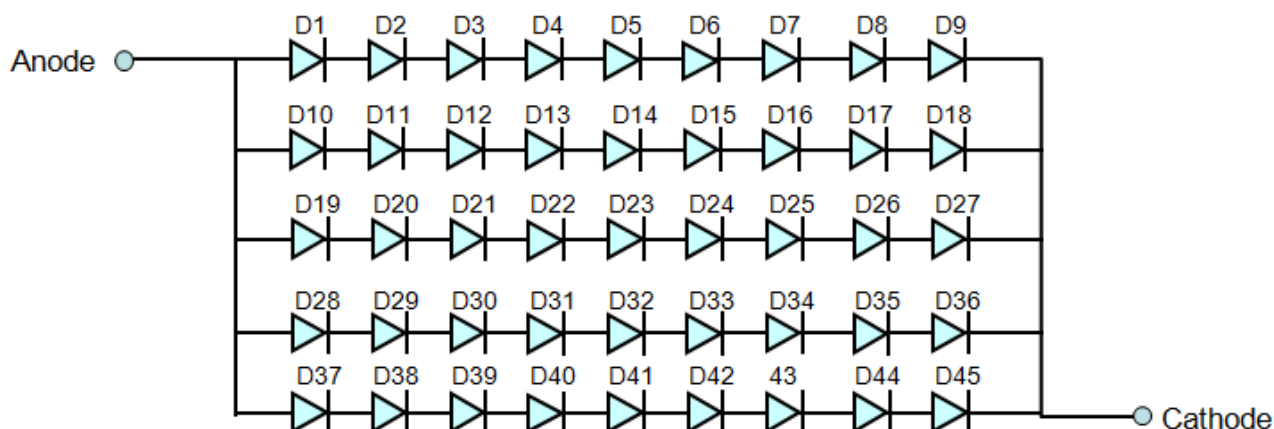 D1 D2 D3 D4 D5 D6 D7 D8 D9
Anode
D10 D11 D12 D13 D14 D15 D16 D17 D18
D19 D20 D21 D22 D23 D24 D25 D26 D27
D28 D29 D30 D31 D32 D33 D34 D35 D36
D37 D38 D39 D40 D41 D42 43 D44 D45
Cathode